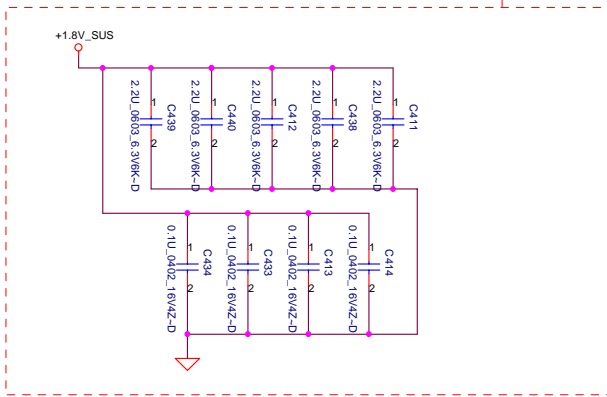 +1.8V_SUS
1
2
2.2U_0603_6.3V6K~D
C439
1
2
2.2U_0603_6.3V6K~D
C440
1
2
2.2U_0603_6.3V6K~D
C412
1
2
2.2U_0603_6.3V6K~D
C438
1
2
2.2U_0603_6.3V6K~D
C411
1
2
0.1U_0402_16V4Z~D
C434
1
2
0.1U_0402_16V4Z~D
C433
1
2
0.1U_0402_16V4Z~D
C413
1
2
0.1U_0402_16V4Z~D
C414